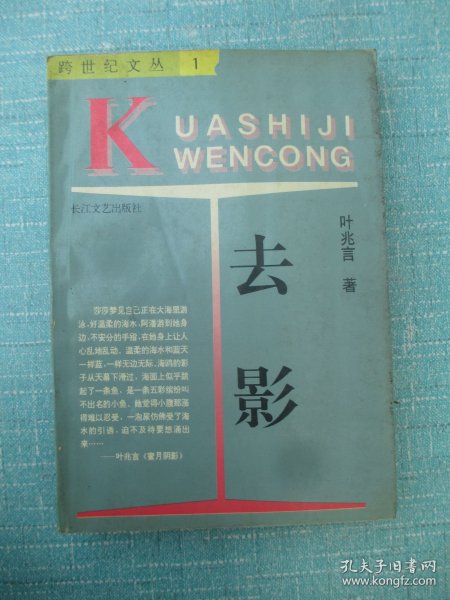 跨世纪文丛 1
KUASHIJI
WENCONG
长江文艺出版社
叶兆言 著
去影
莎莎梦见自己正在大海里游
泳,好温柔的海水,阿潘游到她身
边,不安分的手指,在她身上让人
心乱地乱动。温柔的海水和蓝天
一样蓝,一样无边无际,海鸥的影
子从天幕下滑过,海面上似乎跳
起了一条鱼,是一条五彩缤纷叫
不出名的小鱼。她觉得小腹那涨
得难以忍受,一泡尿仿佛受了海
水的引诱,迫不及待要想涌出
来……
——叶兆言《蜜月阴影》
孔夫子旧书网
www.kongfz.com